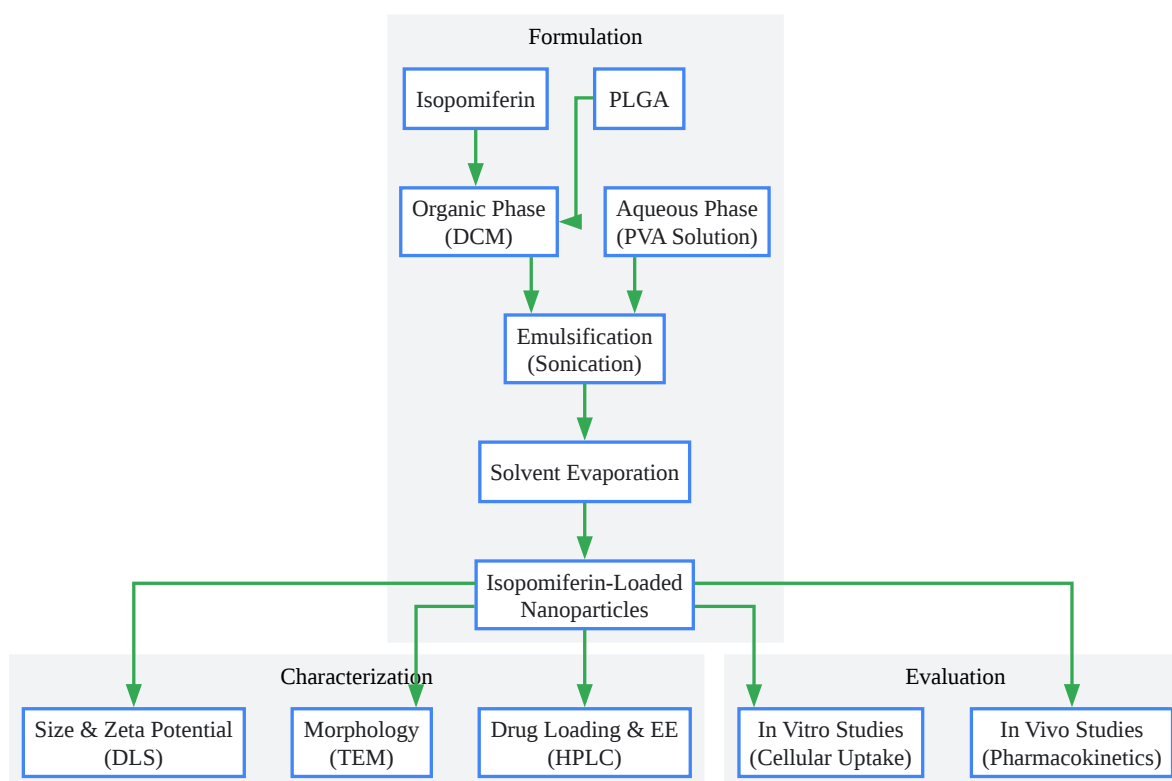 Formulation
Isopomiferin
PLGA
Organic Phase
(DCM)
Aqueous Phase
(PVA Solution)
Emulsification
(Sonication)
Solvent Evaporation
Isopomiferin-Loaded
Nanoparticles
Characterization
Evaluation
Size & Zeta Potential
(DLS)
Morphology
(TEM)
Drug Loading & EE
(HPLC)
In Vitro Studies
(Cellular Uptake)
In Vivo Studies
(Pharmacokinetics)